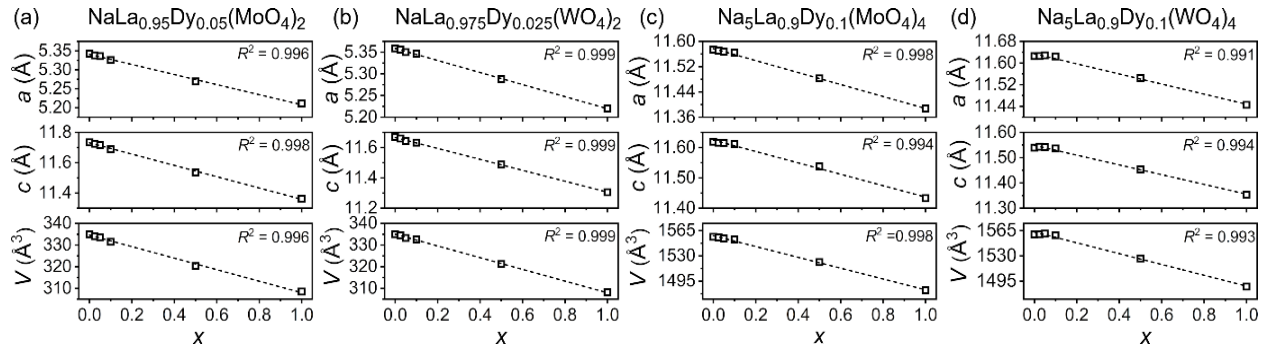 (a) NaLa0.95Dy0.05(MoO4)2
a (Å)
5.35
5.30
5.25
5.20
R² = 0.996
c (Å)
11.8
11.6
11.4
R² = 0.998
V (Å³)
340
330
320
310
R² = 0.996
0.0 0.2 0.4 0.6 0.8 1.0
x
(b) NaLa0.975Dy0.025(WO4)2
a (Å)
5.35
5.30
5.25
5.20
R² = 0.999
c (Å)
11.6
11.4
11.2
R² = 0.999
V (Å³)
340
330
320
310
R² = 0.999
0.0 0.2 0.4 0.6 0.8 1.0
x
(c) Na5La0.9Dy0.1(MoO4)4
a (Å)
11.60
11.52
11.44
11.36
R² = 0.998
c (Å)
11.60
11.50
11.40
R² = 0.994
V (Å³)
1565
1530
1495
R² =0.998
0.0 0.2 0.4 0.6 0.8 1.0
x
(d) Na5La0.9Dy0.1(WO4)4
a (Å)
11.68
11.60
11.52
11.44
R² = 0.991
c (Å)
11.60
11.50
11.40
11.30
R² = 0.994
V (Å³)
1565
1530
1495
R² = 0.993
0.0 0.2 0.4 0.6 0.8 1.0
x